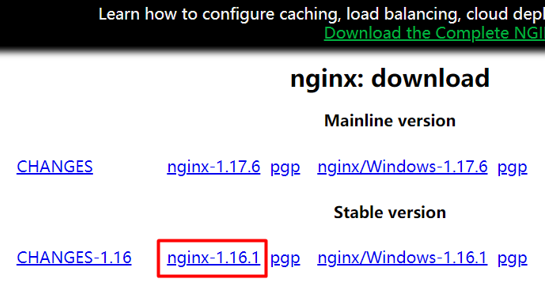 Learn how to configure caching, load balancing, cloud
Download the Complete
nginx: download
Mainline version
CHANGES nginx-1.17.6 pgp nginx/Windows-1.17.6 pgp
Stable version
CHANGES-1.16 nginx-1.16.1 pgp nginx/Windows-1.16.1 pgp